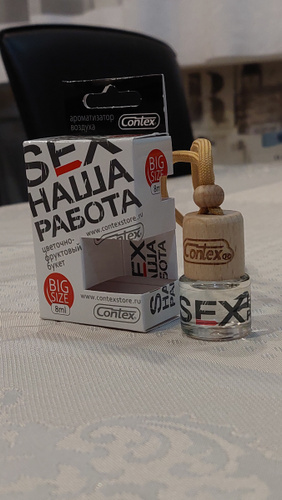 ароматизатор
воздуха
Contex
SEX
НАША
РАБОТА
BIG
SIZE
8ml
www.contexstore.ru
Contex
цветочно-
фруктовый
букет
BIG
SIZE
8ml
SEX
НАША
РАБОТА
www.contexstore.ru
Contex
Contex
SEX